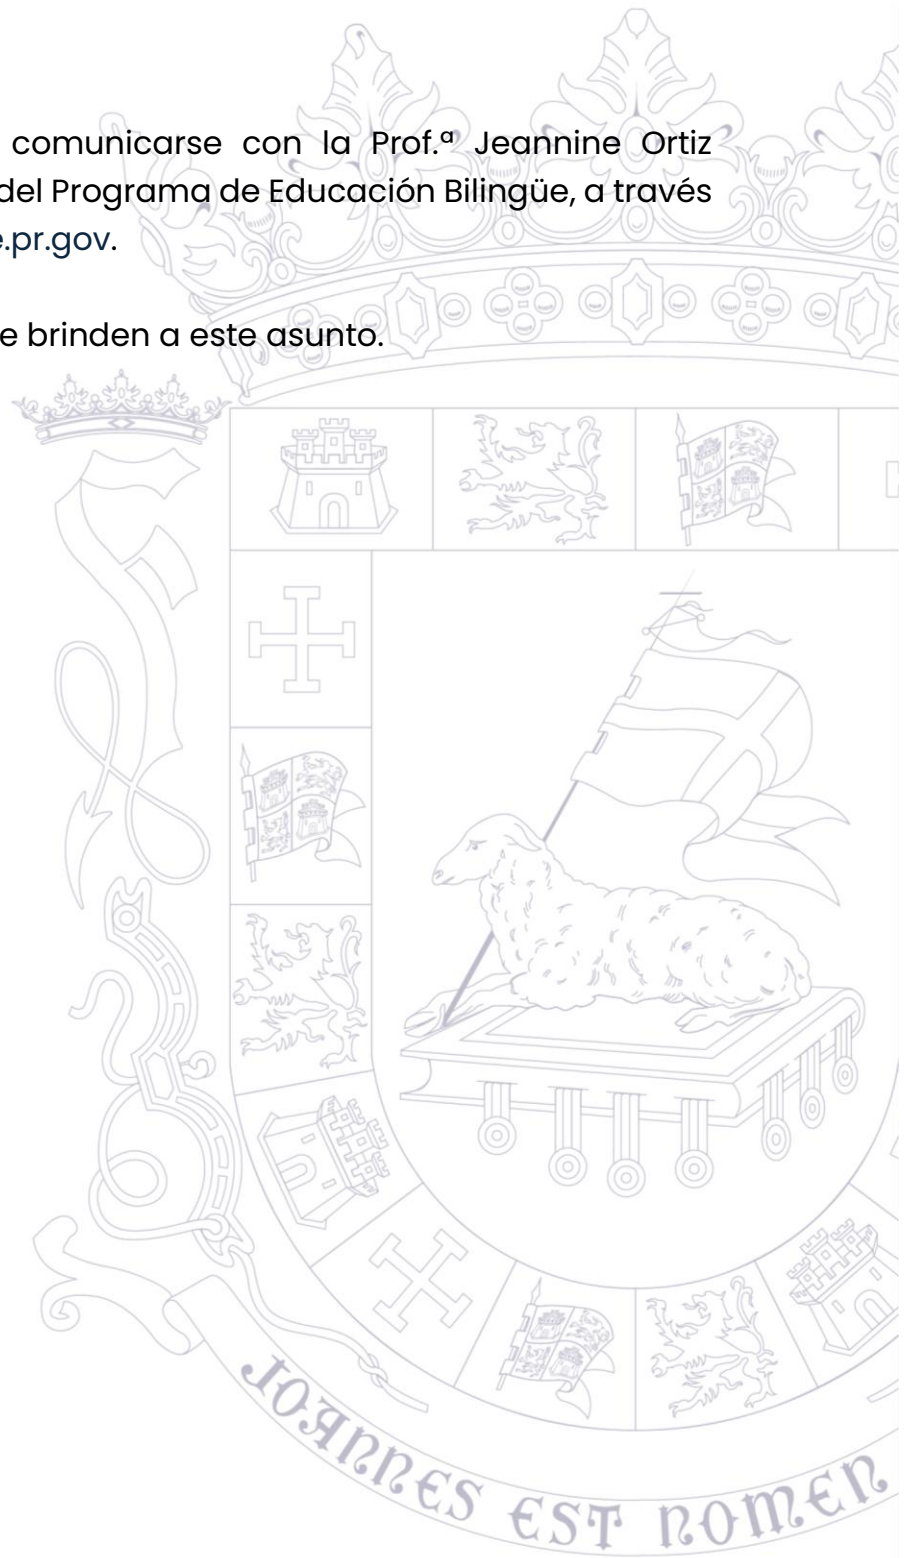 comunicarse con la Prof.ª Jeannine Ortiz
del Programa de Educación Bilingüe, a través
e.pr.gov.
e brinden a este asunto.
JOANNES EST NOMEN